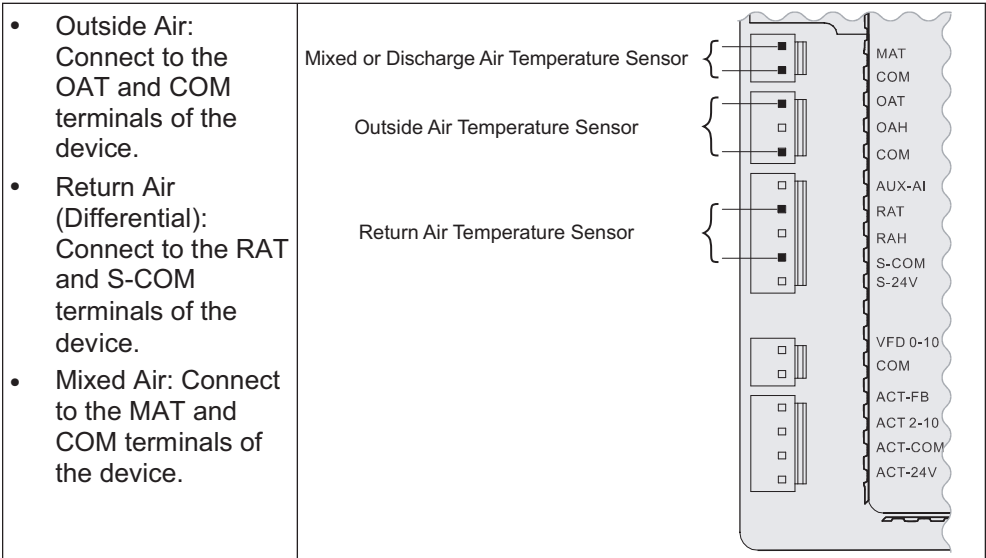 • Outside Air:
Connect to the
OAT and COM
terminals of the
device.
• Return Air
(Differential):
Connect to the RAT
and S-COM
terminals of the
device.
• Mixed Air: Connect
to the MAT and
COM terminals of
the device.
Mixed or Discharge Air Temperature Sensor
Outside Air Temperature Sensor
Return Air Temperature Sensor
MAT
COM
OAT
OAH
COM
AUX-AI
RAT
RAH
S-COM
S-24V
VFD 0-10
COM
ACT-FB
ACT 2-10
ACT-COM
ACT-24V